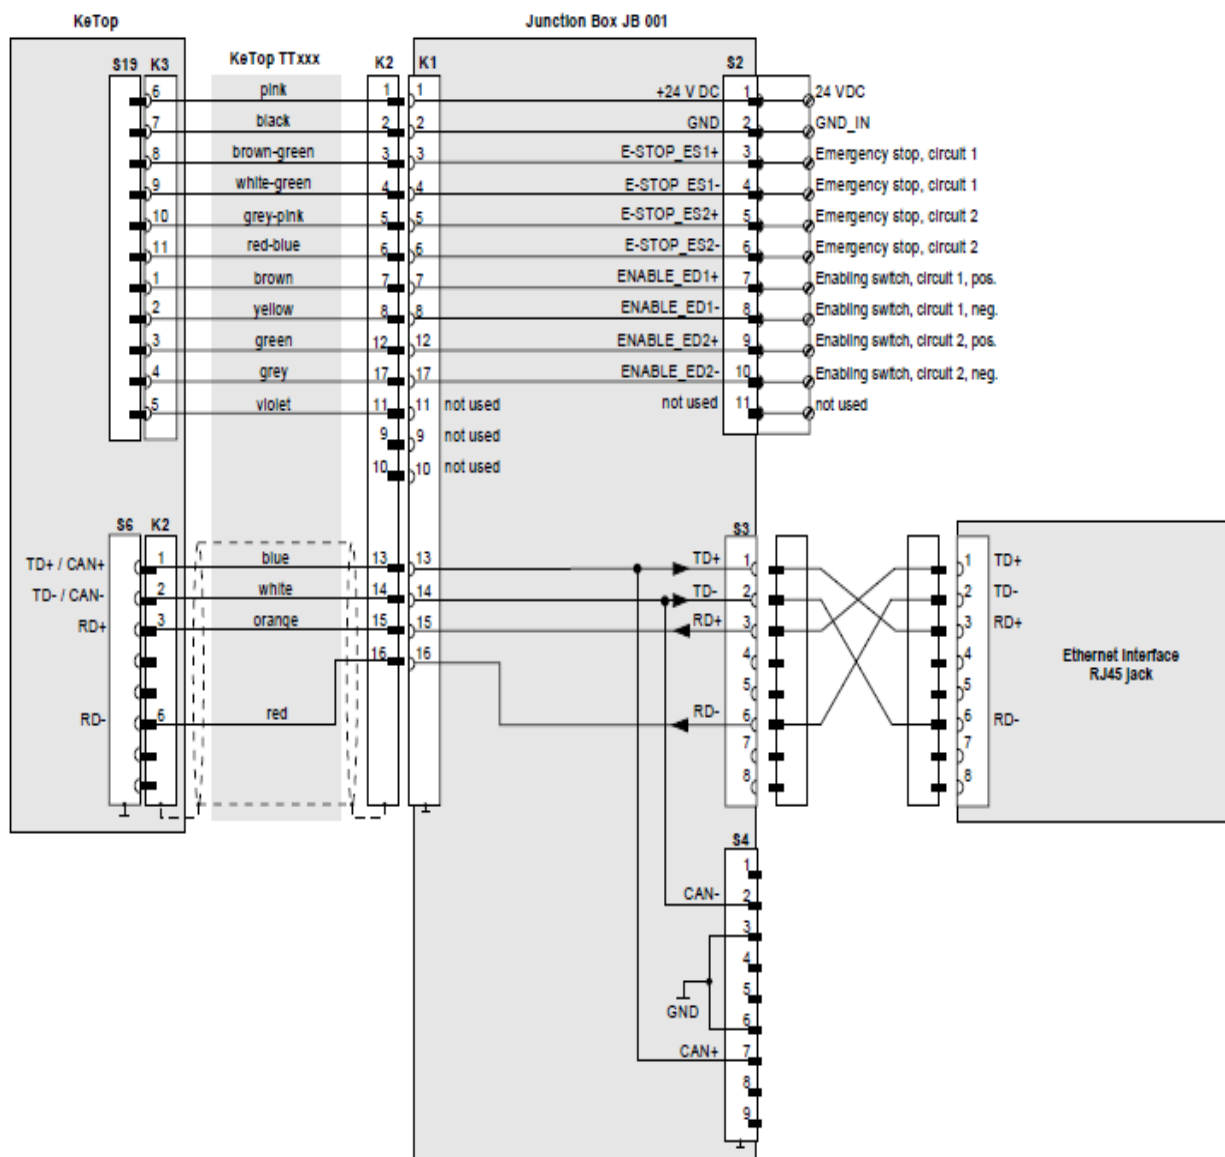 KeTop Junction Box JB 001
S19 K3 KeTop TTxxx K2 K1 S2
6 pink 1 1 +24 V DC 1 24 VDC
7 black 2 2 GND 2 GND_IN
8 brown-green 3 3 E-STOP_ES1+ 3 Emergency stop, circuit 1
9 white-green 4 4 E-STOP_ES1- 4 Emergency stop, circuit 1
10 grey-pink 5 5 E-STOP_ES2+ 5 Emergency stop, circuit 2
11 red-blue 6 6 E-STOP_ES2- 6 Emergency stop, circuit 2
1 brown 7 7 ENABLE_ED1+ 7 Enabling switch, circuit 1, pos.
2 yellow 8 8 ENABLE_ED1- 8 Enabling switch, circuit 1, neg.
3 green 12 12 ENABLE_ED2+ 9 Enabling switch, circuit 2, pos.
4 grey 17 17 ENABLE_ED2- 10 Enabling switch, circuit 2, neg.
5 violet 11 11 not used not used 11 not used
9 9 not used
10 10 not used
S6 K2 S3
TD+ / CAN+ 1 blue 13 13 TD+ 1 1 TD+
TD- / CAN- 2 white 14 14 TD- 2 2 TD-
RD+ 3 orange 15 15 RD+ 3 3 RD+
16 16 4 4
5 5
RD- 6 red RD- 6 6 RD-
7 7
8 8
Ethernet Interface
RJ45 jack
S4
1
CAN- 2
3
4
5
GND
6
CAN+ 7
8
9